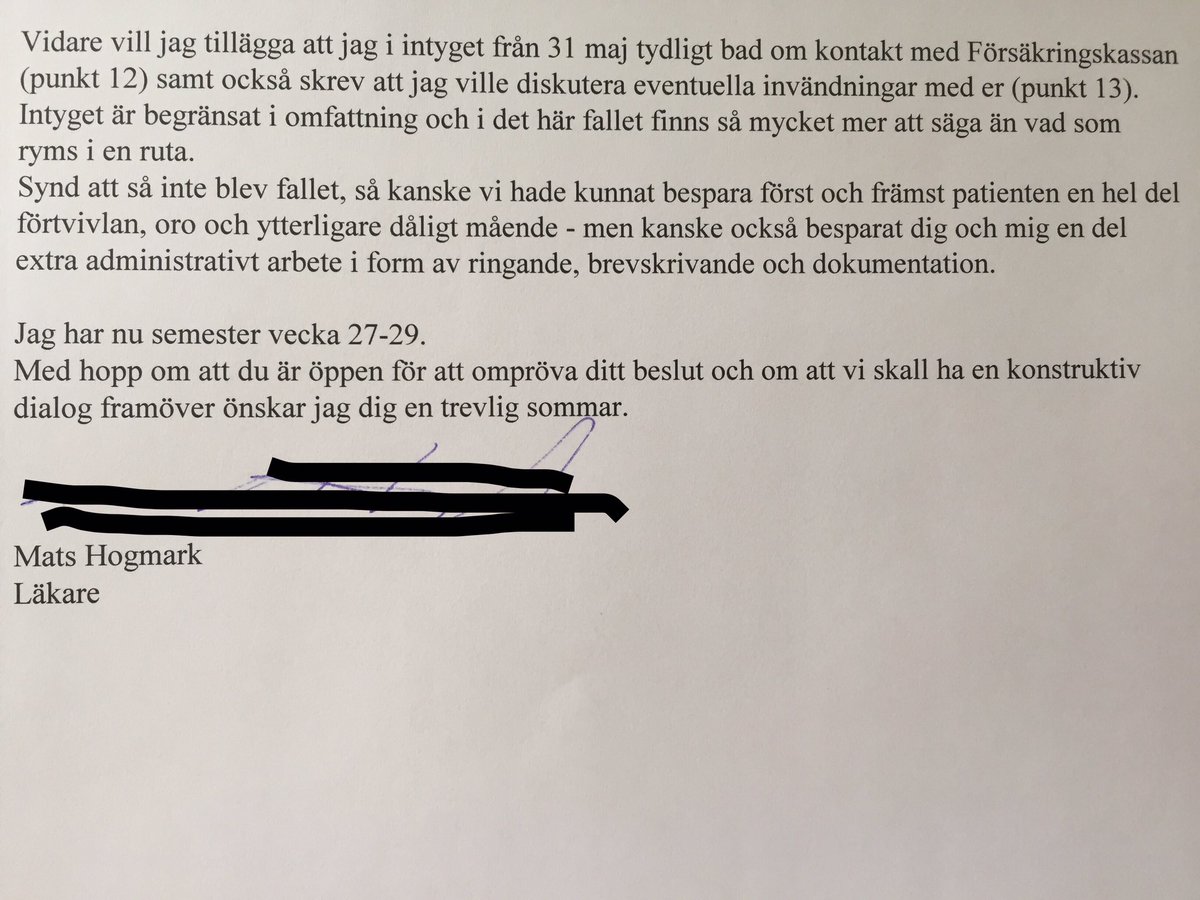 Vidare vill jag tillägga att jag i intyget från 31 maj tydligt bad om kontakt med Försäkringskassan
(punkt 12) samt också skrev att jag ville diskutera eventuella invändningar med er (punkt 13).
Intyget är begränsat i omfattning och i det här fallet finns så mycket mer att säga än vad som
ryms i en ruta.
Synd att så inte blev fallet, så kanske vi hade kunnat bespara först och främst patienten en hel del
förtvivlan, oro och ytterligare dåligt mående - men kanske också besparat dig och mig en del
extra administrativt arbete i form av ringande, brevskrivande och dokumentation.
Jag har nu semester vecka 27-29.
Med hopp om att du är öppen för att ompröva ditt beslut och om att vi skall ha en konstruktiv
dialog framöver önskar jag dig en trevlig sommar.
Mats Hogmark
Läkare